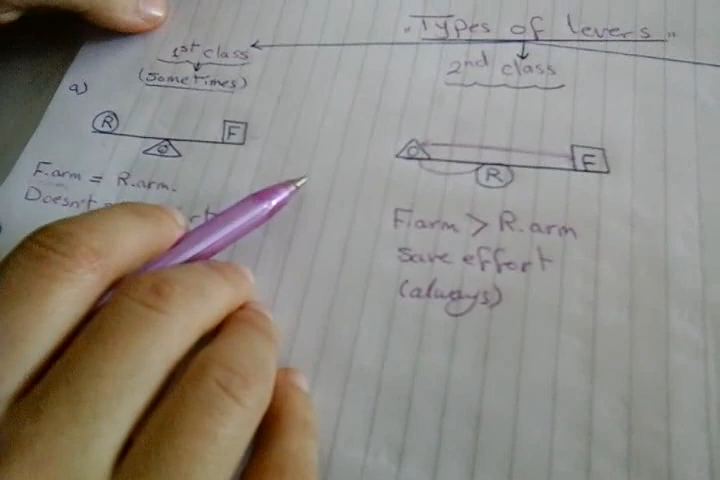 "Types of levers"
1st class
(sometimes)
2nd class
a)
R
F
O
F.arm = R.arm.
Doesn't
O
F
R
F.arm > R.arm
save effort
(always)